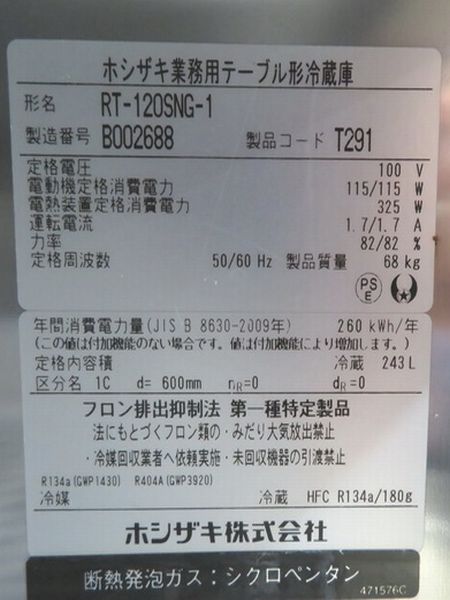 ホシザキ業務用テーブル形冷蔵庫
形名 RT-120SNG-1
製造番号 B002688 製品コード T291
定格電圧 100 V
電動機定格消費電力 115/115 W
電熱装置定格消費電力 325 W
運転電流 1.7/1.7 A
力率 82/82 %
定格周波数 50/60 Hz 製品質量 68 kg
PS
E
年間消費電力量(JIS B 8630-2009年) 260 kWh/年
(この値は付加機能のない場合です。値は付加機能により増加します。)
定格内容積 冷蔵 243 L
区分名 1C d= 600mm nR=0 dR=0
フロン排出抑制法 第一種特定製品
法にもとづくフロン類の・みだり大気放出禁止
・冷媒回収業者へ依頼実施・未回収機器の引渡禁止
R134a(GWP1430) R404A(GWP3920)
冷媒 冷蔵 HFC R134a/180g
ホシザキ株式会社
断熱発泡ガス:シクロペンタン
471576C